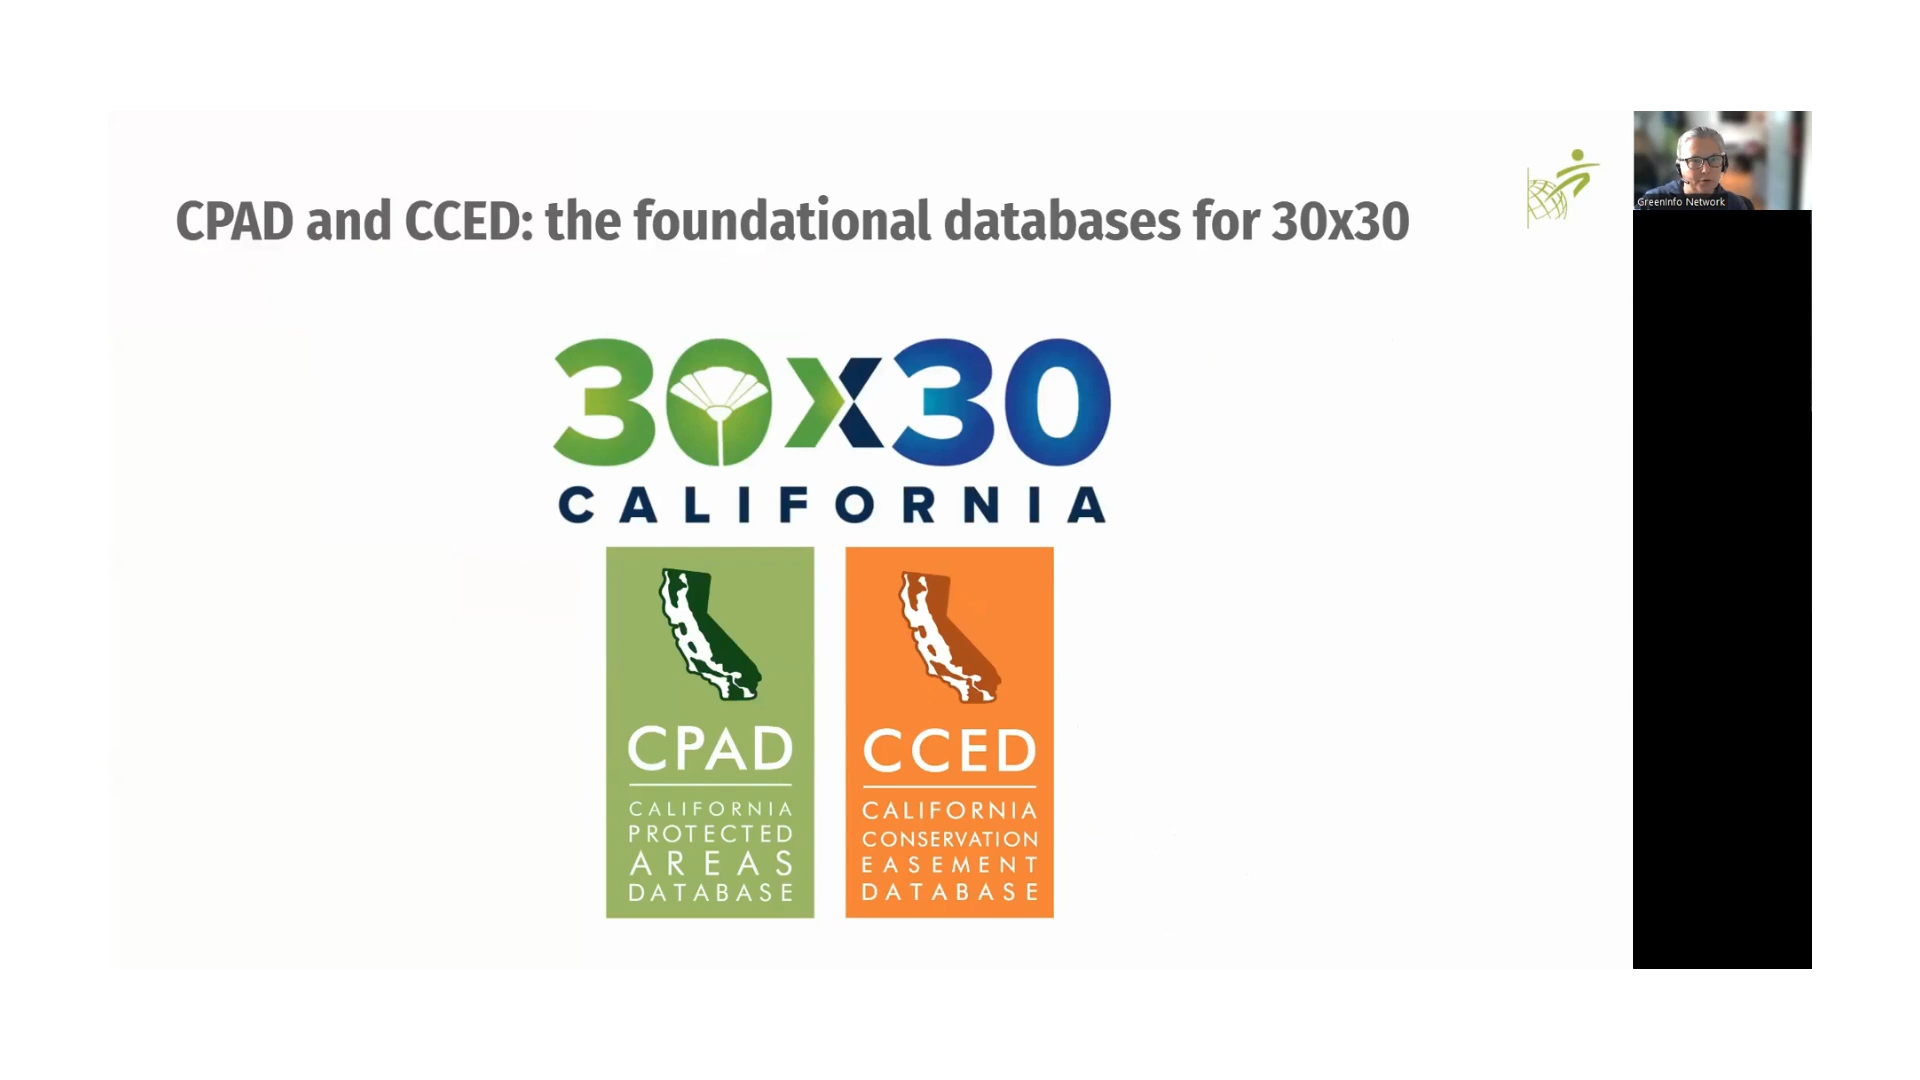 CPAD and CCED: the foundational databases for 30x30
GreenInfo Network
30x30
CALIFORNIA
CPAD
CALIFORNIA
PROTECTED
AREAS
DATABASE
CCED
CALIFORNIA
CONSERVATION
EASEMENT
DATABASE